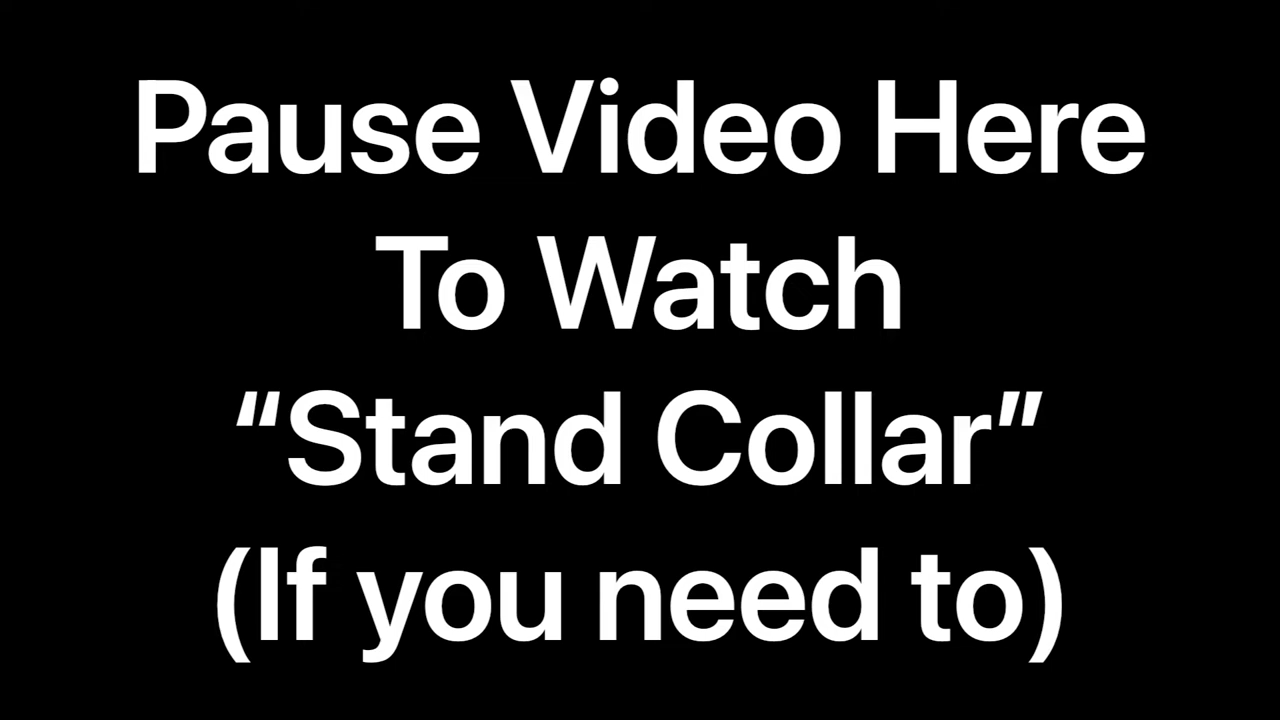 Pause Video Here
To Watch
“Stand Collar”
(If you need to)